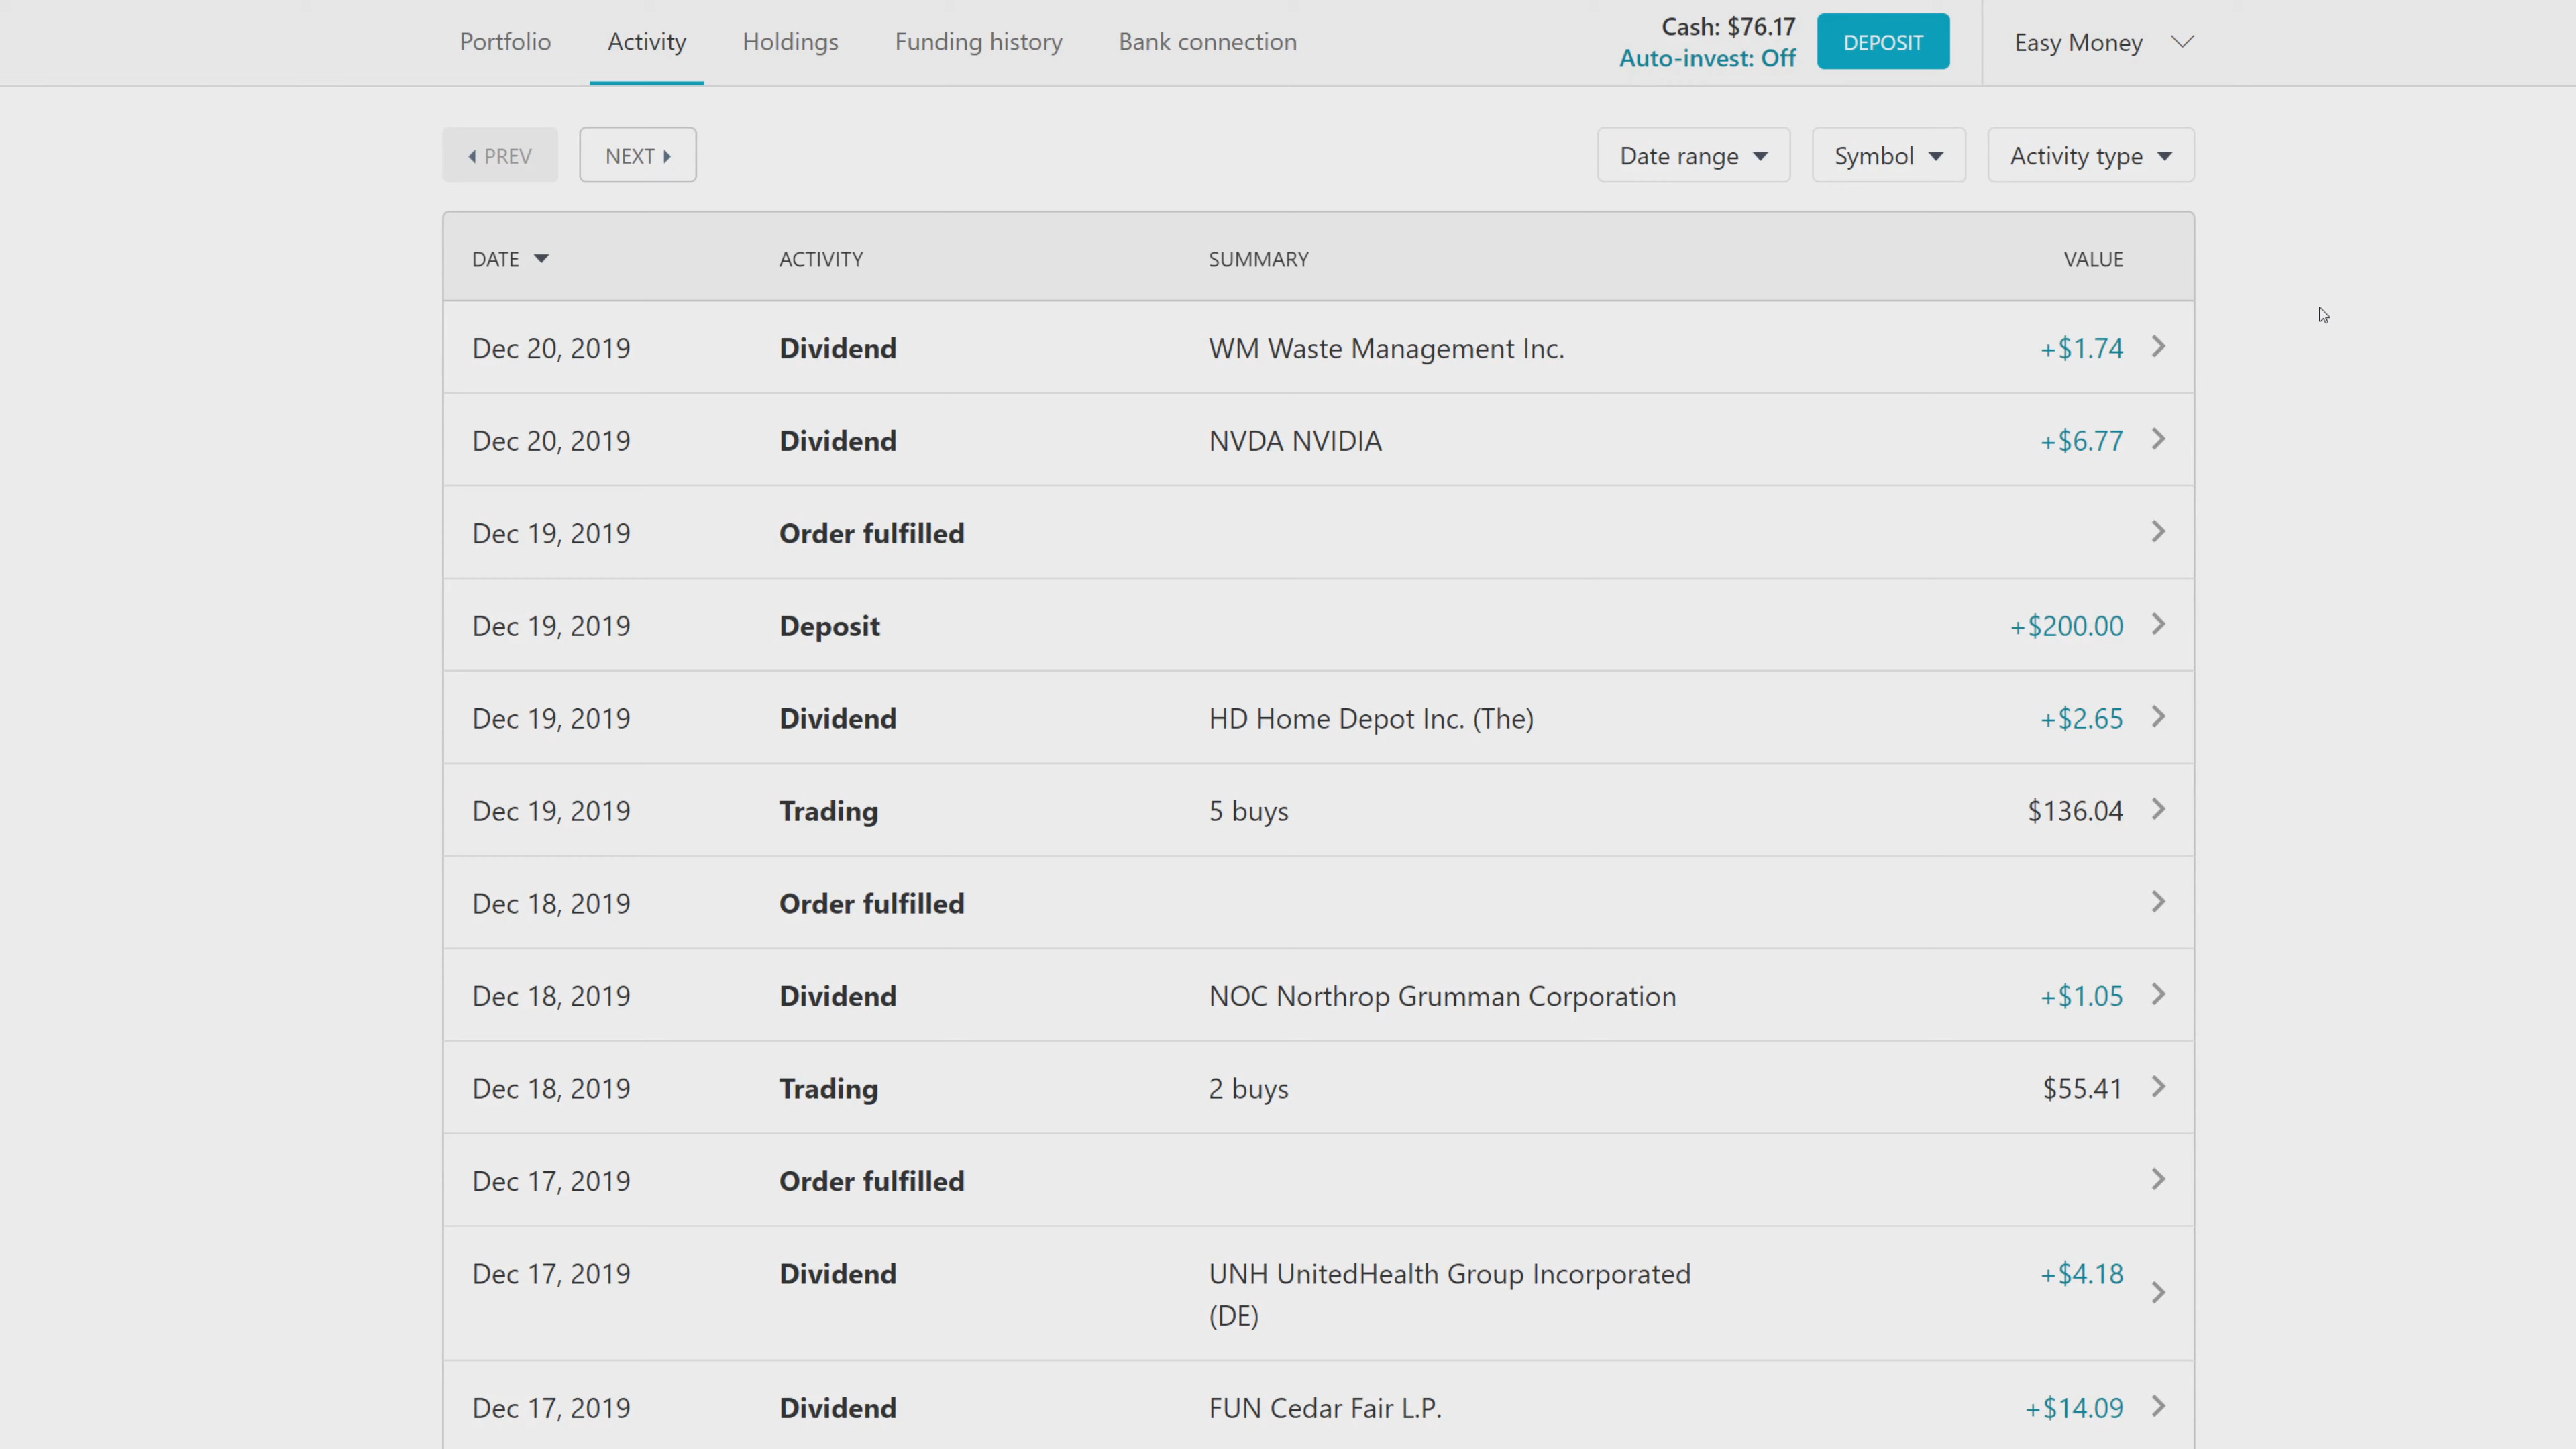 Portfolio Activity Holdings Funding history Bank connection Cash: $76.17 DEPOSIT Easy Money
Auto-invest: Off
PREV NEXT Date range Symbol Activity type
DATE ACTIVITY SUMMARY VALUE
Dec 20, 2019 Dividend WM Waste Management Inc. +$1.74
Dec 20, 2019 Dividend NVDA NVIDIA +$6.77
Dec 19, 2019 Order fulfilled
Dec 19, 2019 Deposit +$200.00
Dec 19, 2019 Dividend HD Home Depot Inc. (The) +$2.65
Dec 19, 2019 Trading 5 buys $136.04
Dec 18, 2019 Order fulfilled
Dec 18, 2019 Dividend NOC Northrop Grumman Corporation +$1.05
Dec 18, 2019 Trading 2 buys $55.41
Dec 17, 2019 Order fulfilled
Dec 17, 2019 Dividend UNH UnitedHealth Group Incorporated +$4.18
(DE)
Dec 17, 2019 Dividend FUN Cedar Fair L.P. +$14.09